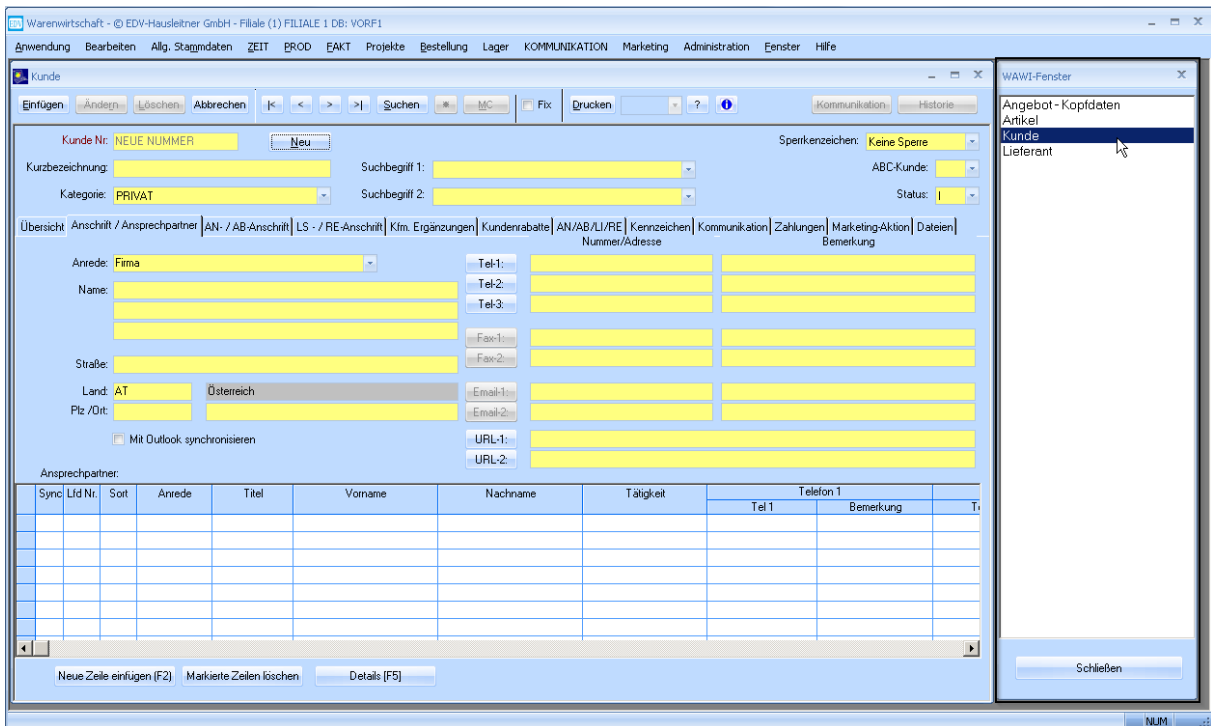 Warenwirtschaft - © EDV-Hausleitner GmbH - Filiale (1) FILIALE 1 DB: VORF1
Anwendung Bearbeiten Allg. Stammdaten ZEIT PROD FAKT Projekte Bestellung Lager KOMMUNIKATION Marketing Administration Fenster Hilfe
Kunde
Einfügen Ändern Löschen Abbrechen |< < > >| Suchen * MC Fix Drucken ? Kommunikation Historie
Kunde Nr: NEUE NUMMER Neu Sperrkenzeichen: Keine Sperre
Kurzbezeichnung: Suchbegriff 1: ABC-Kunde:
Kategorie: PRIVAT Suchbegriff 2: Status: I
Übersicht Anschrift / Ansprechpartner AN- / AB-Anschrift LS - / RE-Anschrift Kfm. Ergänzungen Kundenrabatte AN/AB/LI/RE Kennzeichen Kommunikation Zahlungen Marketing-Aktion Dateien
Nummer/Adresse Bemerkung
Anrede: Firma Tel-1:
Name: Tel-2:
Tel-3:
Fax-1:
Straße: Fax-2:
Land: AT Österreich Email-1:
Plz /Ort: Email-2:
Mit Outlook synchronisieren URL-1:
URL-2:
Ansprechpartner:
Sync Lfd Nr. Sort Anrede Titel Vorname Nachname Tätigkeit Telefon 1
Tel 1 Bemerkung
Neue Zeile einfügen (F2) Markierte Zeilen löschen Details [F5]
WAWI-Fenster
Angebot - Kopfdaten
Artikel
Kunde
Lieferant
Schließen
NUM